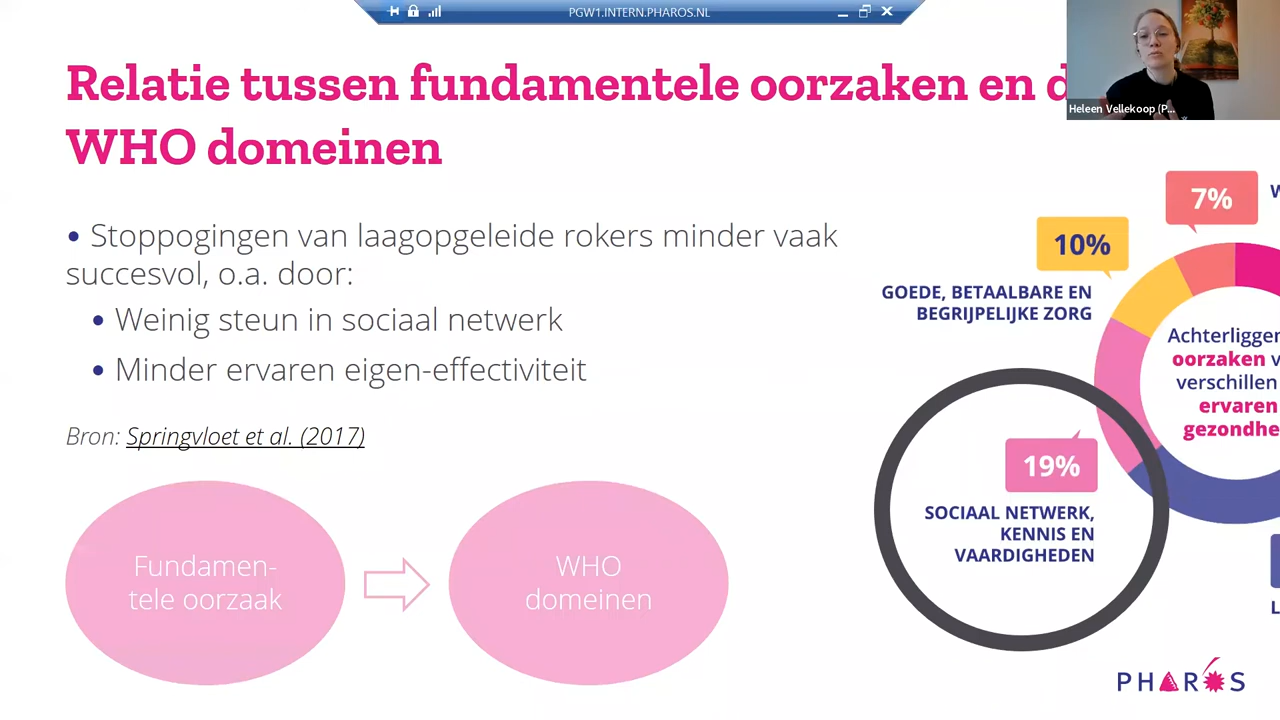 PGW1.INTERN.PHAROS.NL
Relatie tussen fundamentele oorzaken en d
WHO domeinen
Heleen Vellekoop (P...
• Stoppogingen van laagopgeleide rokers minder vaak
succesvol, o.a. door:
• Weinig steun in sociaal netwerk
• Minder ervaren eigen-effectiviteit
Bron: Springvloet et al. (2017)
Fundamen-
tele oorzaak
WHO
domeinen
7%
W
10%
GOEDE, BETAALBARE EN
BEGRIJPELIJKE ZORG
Achterliggen
oorzaken v
verschillen
ervaren
gezondhe
19%
SOCIAAL NETWERK,
KENNIS EN
VAARDIGHEDEN
L
PHAROS